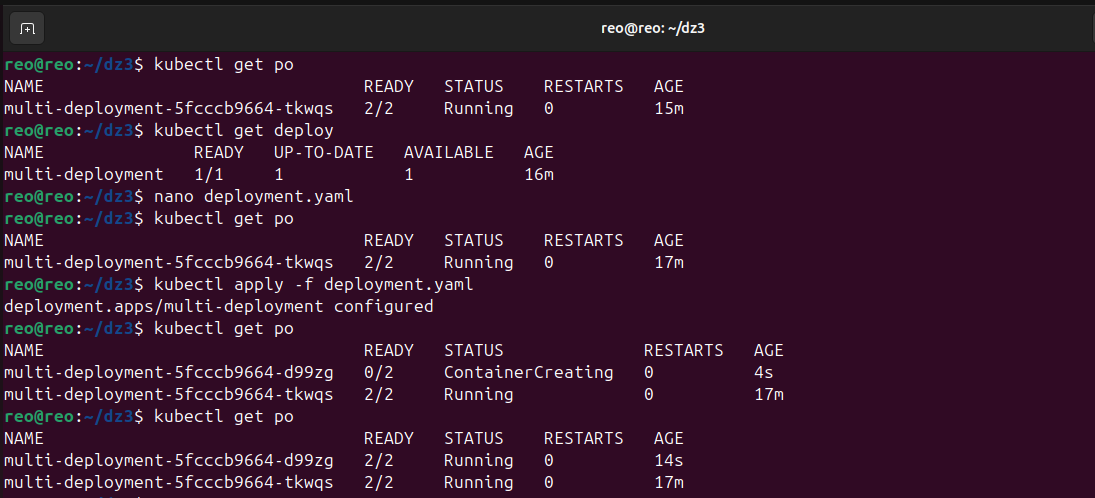 reo@reo: ~/dz3
reo@reo:~/dz3$ kubectl get po
NAME                                READY   STATUS    RESTARTS   AGE
multi-deployment-5fcccb9664-tkwqs   2/2     Running   0          15m
reo@reo:~/dz3$ kubectl get deploy
NAME               READY   UP-TO-DATE   AVAILABLE   AGE
multi-deployment   1/1     1            1           16m
reo@reo:~/dz3$ nano deployment.yaml
reo@reo:~/dz3$ kubectl get po
NAME                                READY   STATUS    RESTARTS   AGE
multi-deployment-5fcccb9664-tkwqs   2/2     Running   0          17m
reo@reo:~/dz3$ kubectl apply -f deployment.yaml
deployment.apps/multi-deployment configured
reo@reo:~/dz3$ kubectl get po
NAME                                READY   STATUS              RESTARTS   AGE
multi-deployment-5fcccb9664-d99zg   0/2     ContainerCreating   0          4s
multi-deployment-5fcccb9664-tkwqs   2/2     Running             0          17m
reo@reo:~/dz3$ kubectl get po
NAME                                READY   STATUS    RESTARTS   AGE
multi-deployment-5fcccb9664-d99zg   2/2     Running   0          14s
multi-deployment-5fcccb9664-tkwqs   2/2     Running   0          17m